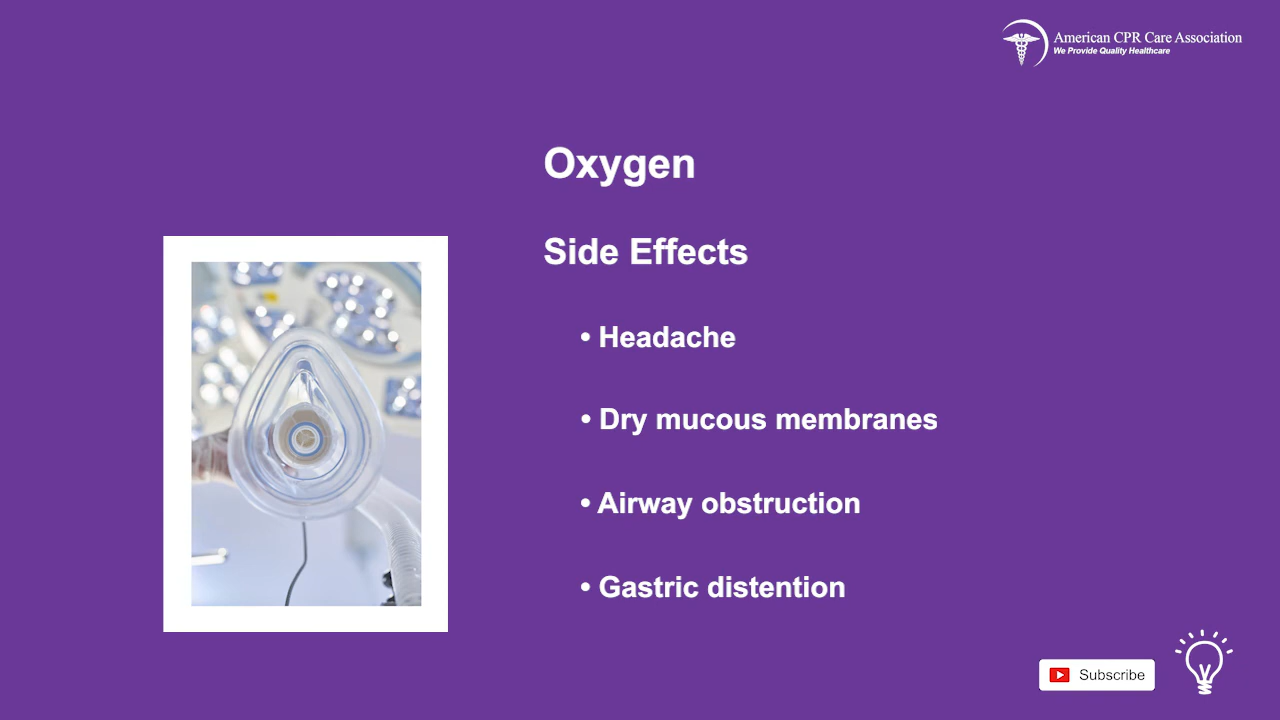 American CPR Care Association
We Provide Quality Healthcare
Oxygen
Side Effects
• Headache
• Dry mucous membranes
• Airway obstruction
• Gastric distention
Subscribe